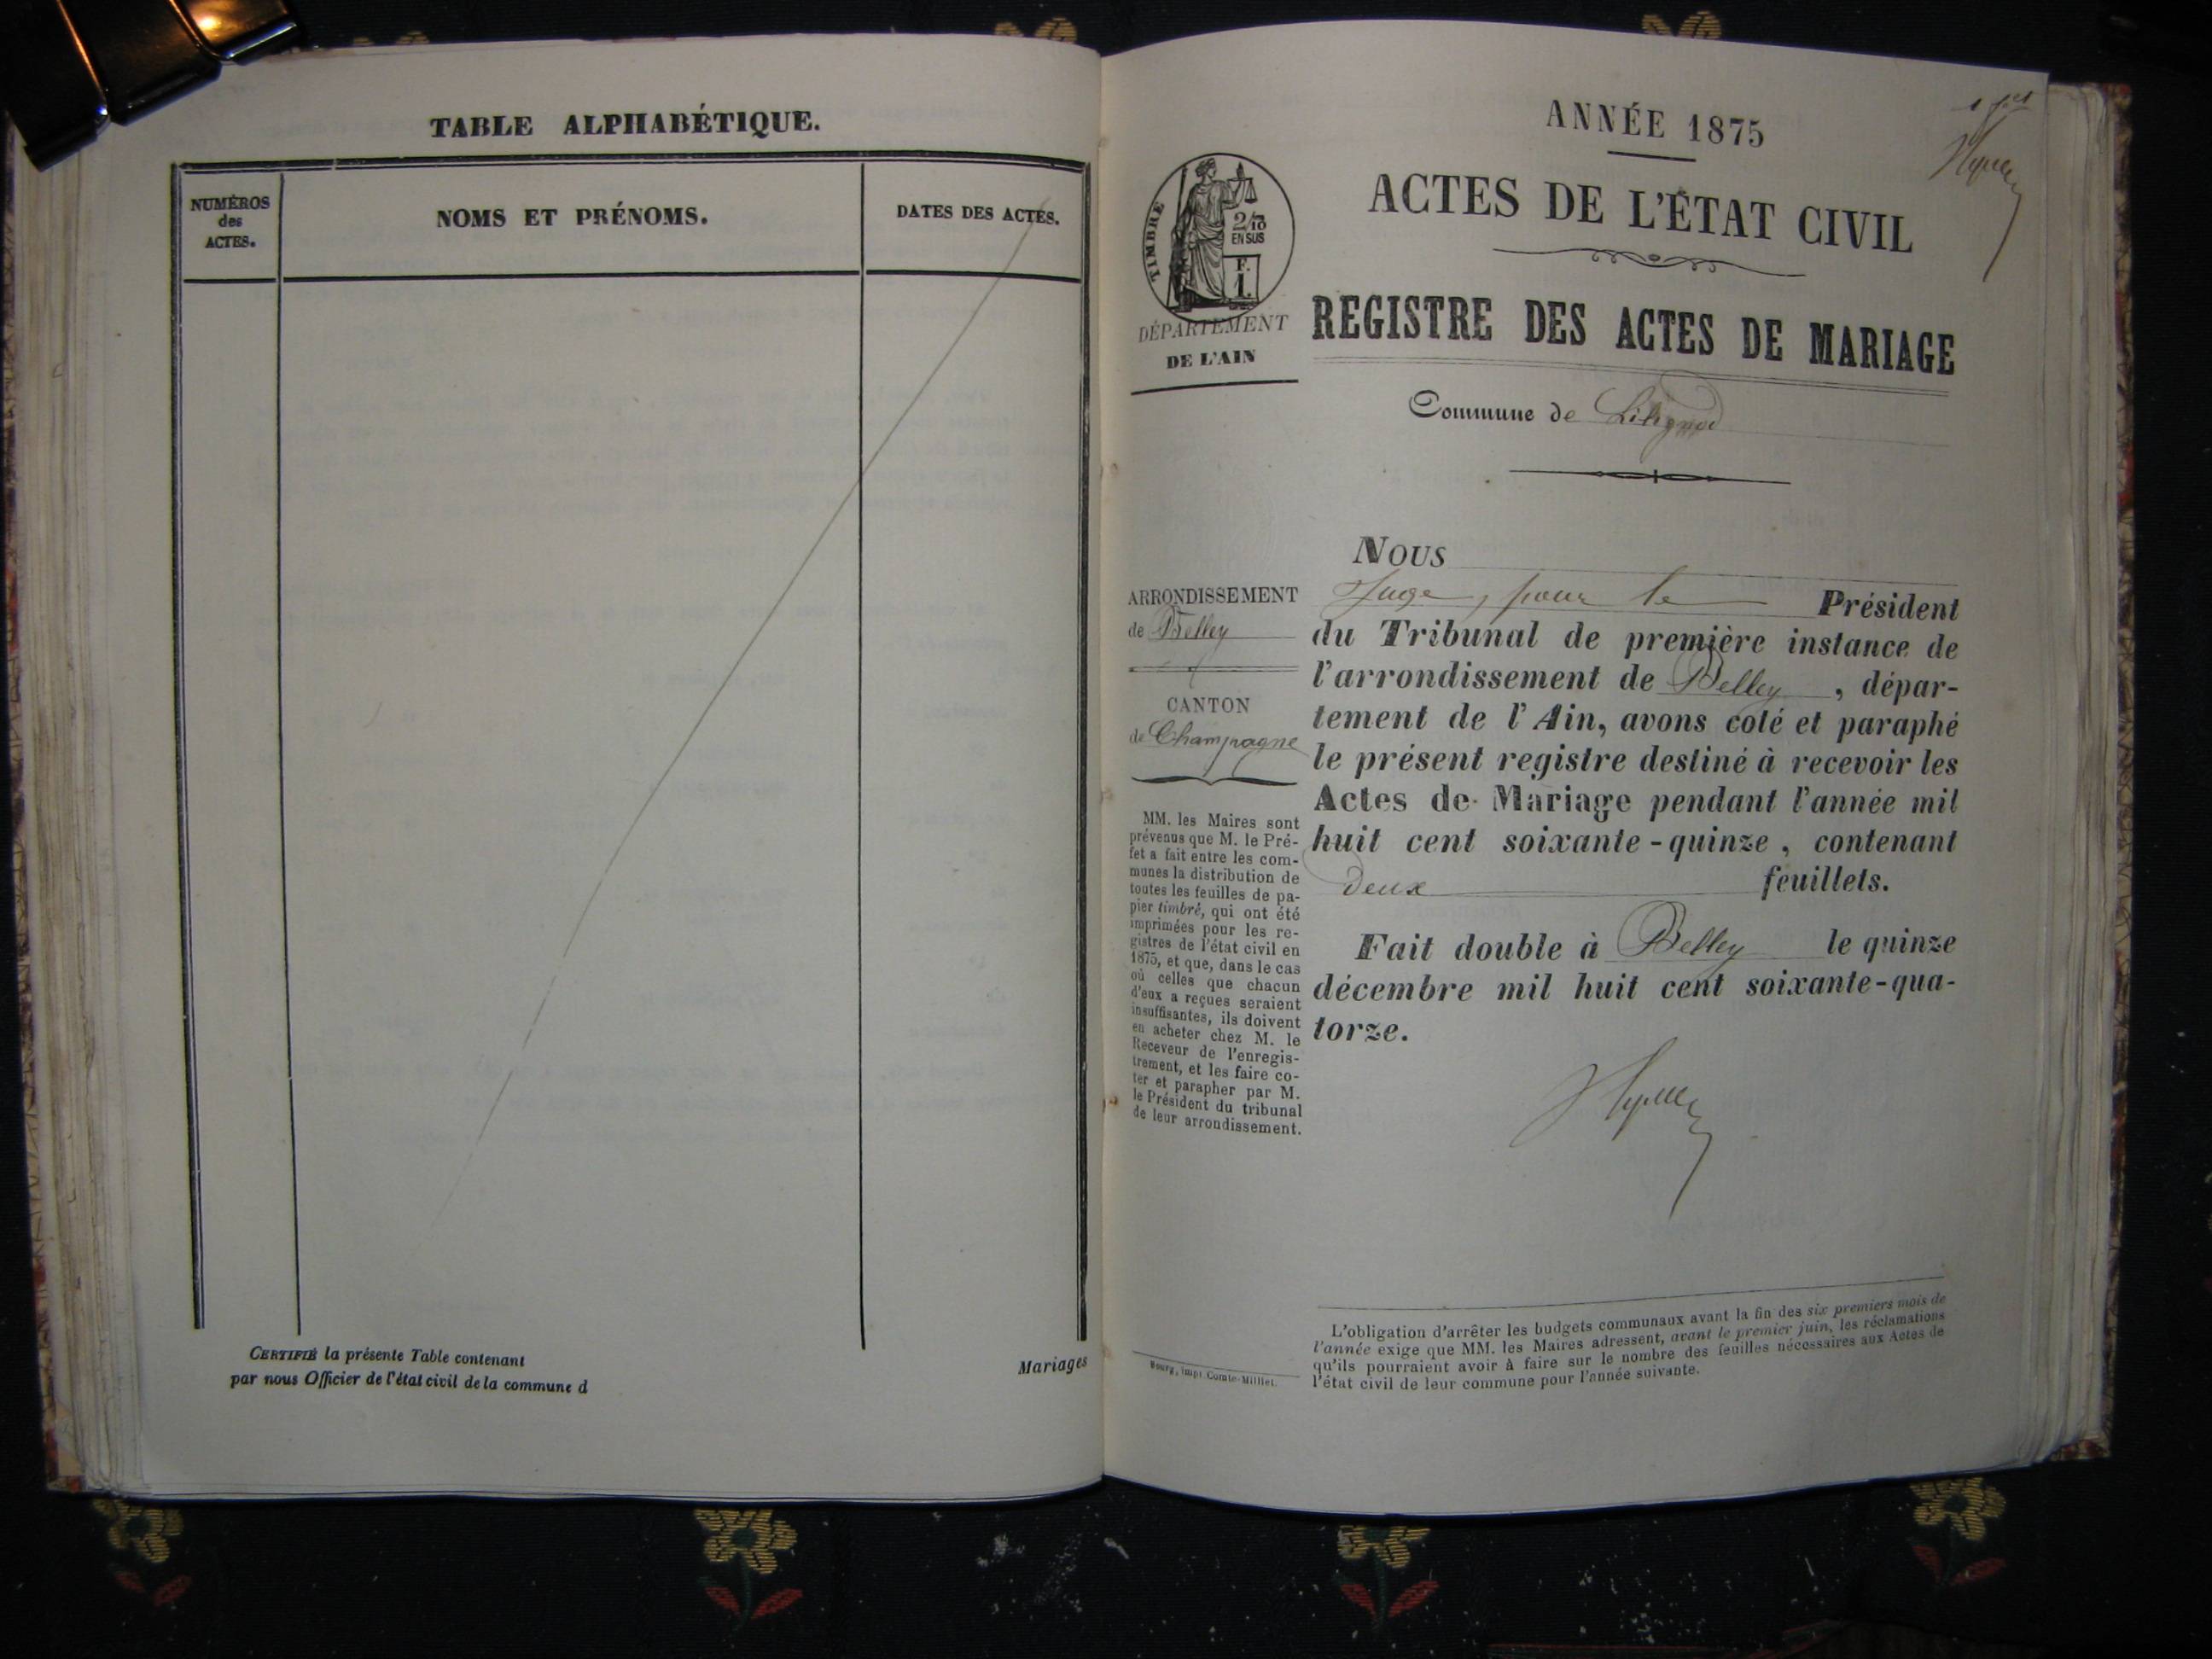 TABLE ALPHABÉTIQUE.
NUMÉROS
des
ACTES.
NOMS ET PRÉNOMS.
DATES DES ACTES.
CERTIFIÉ la présente Table contenant
par nous Officier de l'état civil de la commune d
Mariages
ANNÉE 1875
ACTES DE L'ÉTAT CIVIL
TIMBRE
2/10
EN SUS
F.
1.
DÉPARTEMENT
DE L'AIN
REGISTRE DES ACTES DE MARIAGE
Commune de Lilignod
ARRONDISSEMENT
de Belley
CANTON
de Champagne
MM. les Maires sont
prévenus que M. le Pré-
fet a fait entre les com-
munes la distribution de
toutes les feuilles de pa-
pier timbré, qui ont été
imprimées pour les re-
gistres de l'état civil en
1875, et que, dans le cas
où celles que chacun
d'eux a reçues seraient
insuffisantes, ils doivent
en acheter chez M. le
Receveur de l'enregis-
trement, et les faire co-
ter et parapher par M.
le Président du tribunal
de leur arrondissement.
Nous
Juge, pour le Président
du Tribunal de première instance de
l'arrondissement de Belley, dépar-
tement de l'Ain, avons coté et paraphé
le présent registre destiné à recevoir les
Actes de Mariage pendant l'année mil
huit cent soixante-quinze, contenant
deux feuillets.
Fait double à Belley le quinze
décembre mil huit cent soixante-qua-
torze.
L'obligation d'arrêter les budgets communaux avant la fin des six premiers mois de
l'année exige que MM. les Maires adressent, avant le premier juin, les réclamations
qu'ils pourraient avoir à faire sur le nombre des feuilles nécessaires aux Actes de
l'état civil de leur commune pour l'année suivante.
Bourg, impr. Comte-Milliet.